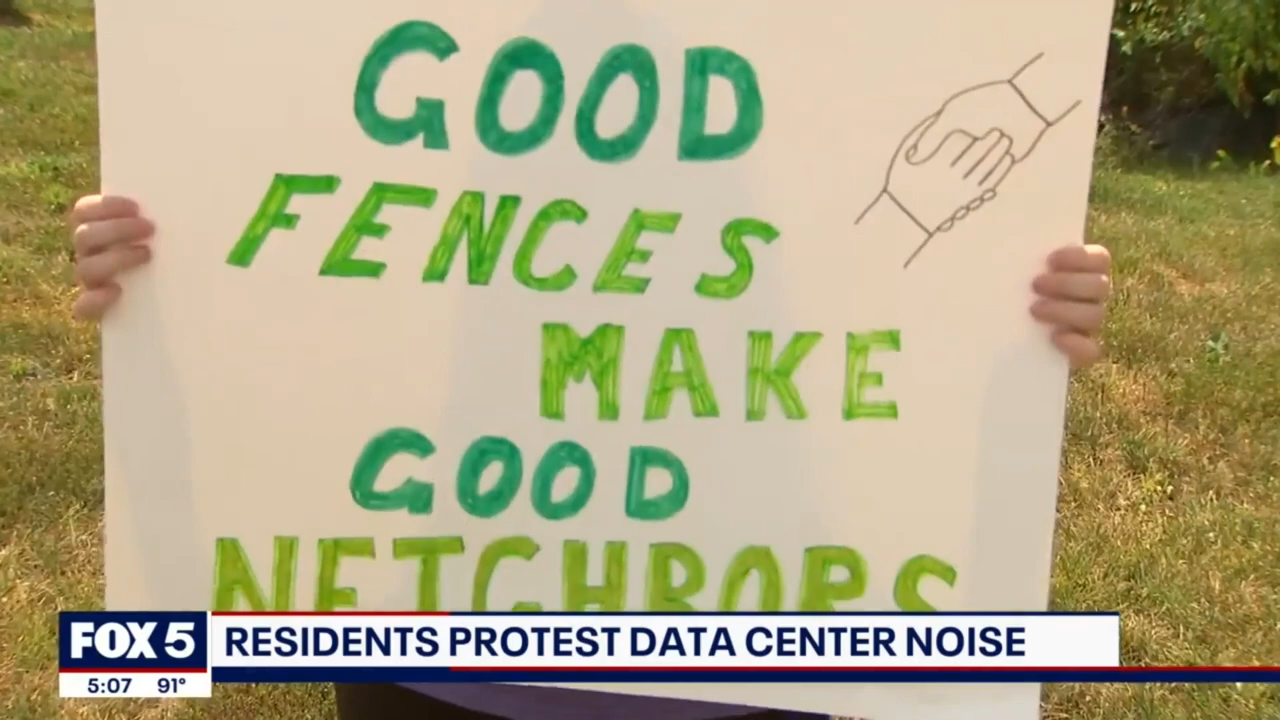 GOOD
FENCES
MAKE
GOOD
NEIGHBORS
FOX 5
RESIDENTS PROTEST DATA CENTER NOISE
5:07 91°